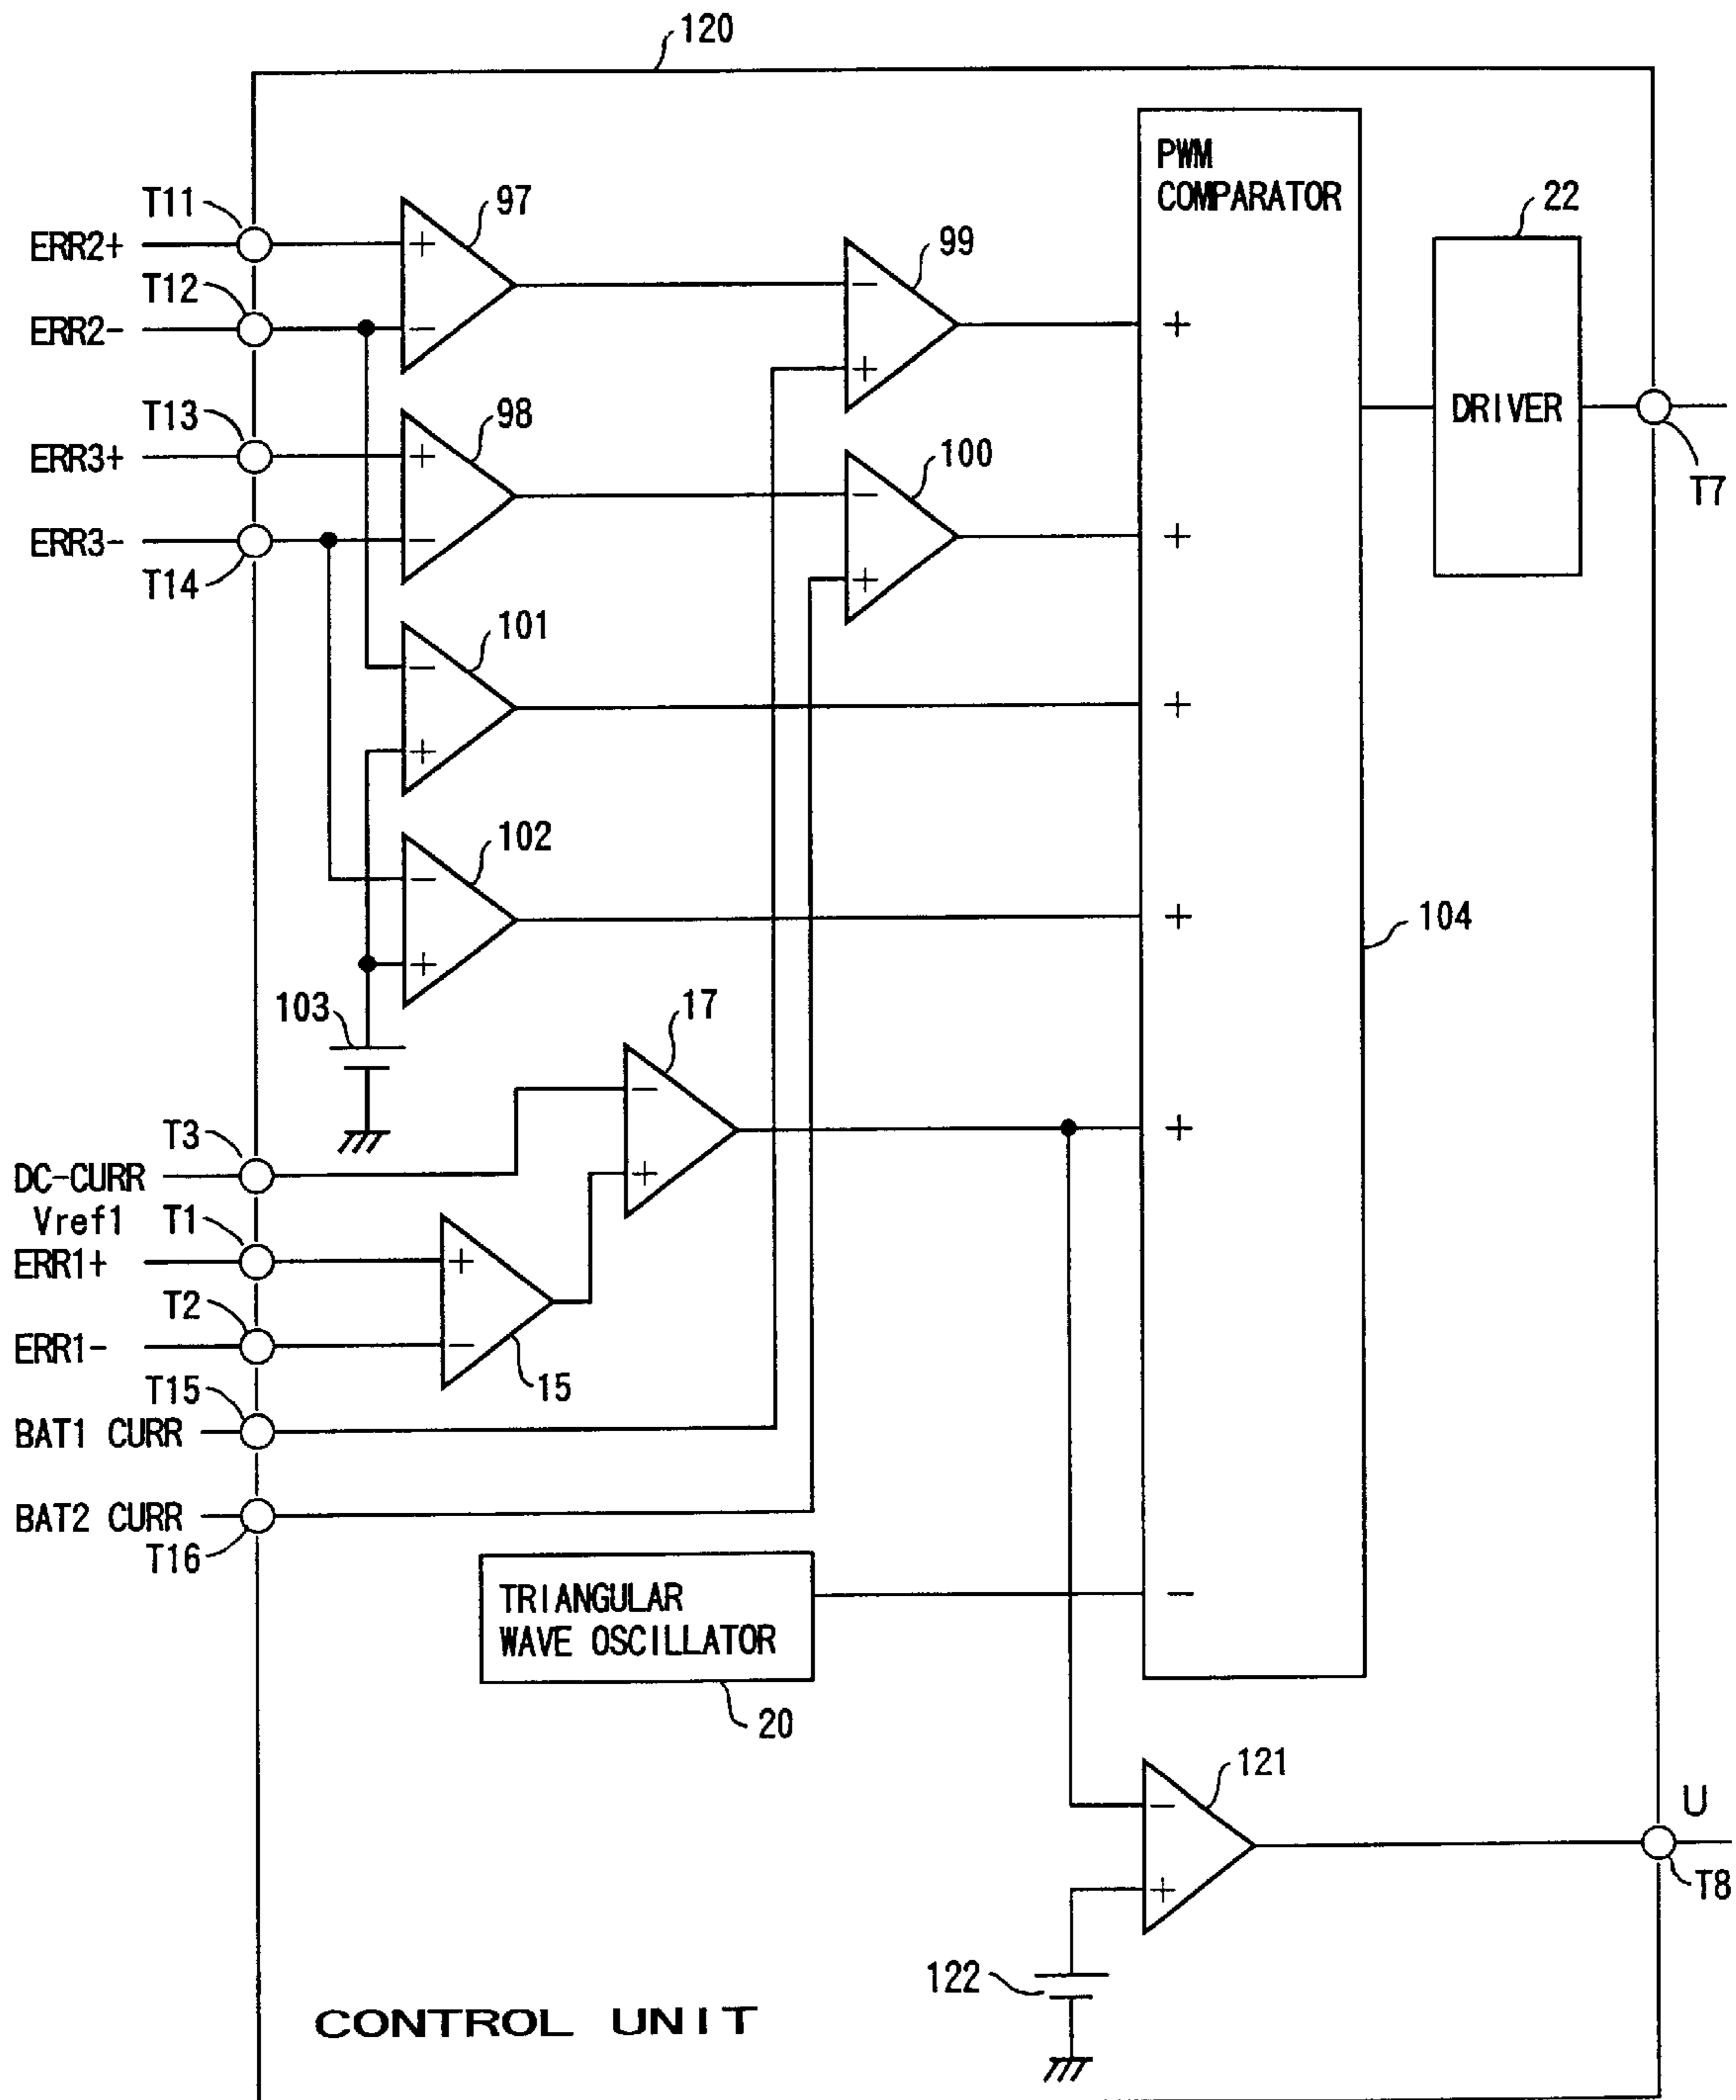 120
PWM
COMPARATOR
T11
97
22
ERR2+
+
99
T12
−
ERR2-
−
+
+
T13
98
DRIVER
ERR3+
+
100
T7
−
ERR3-
−
+
T14
+
101
−
+
+
102
−
+
104
+
103
17
−
T3
+
DC-CURR
+
Vref1
T1
ERR1+
+
T2
ERR1-
−
15
T15
BAT1 CURR
BAT2 CURR
T16
TRIANGULAR
WAVE OSCILLATOR
−
20
121
−
U
+
T8
122
CONTROL UNIT